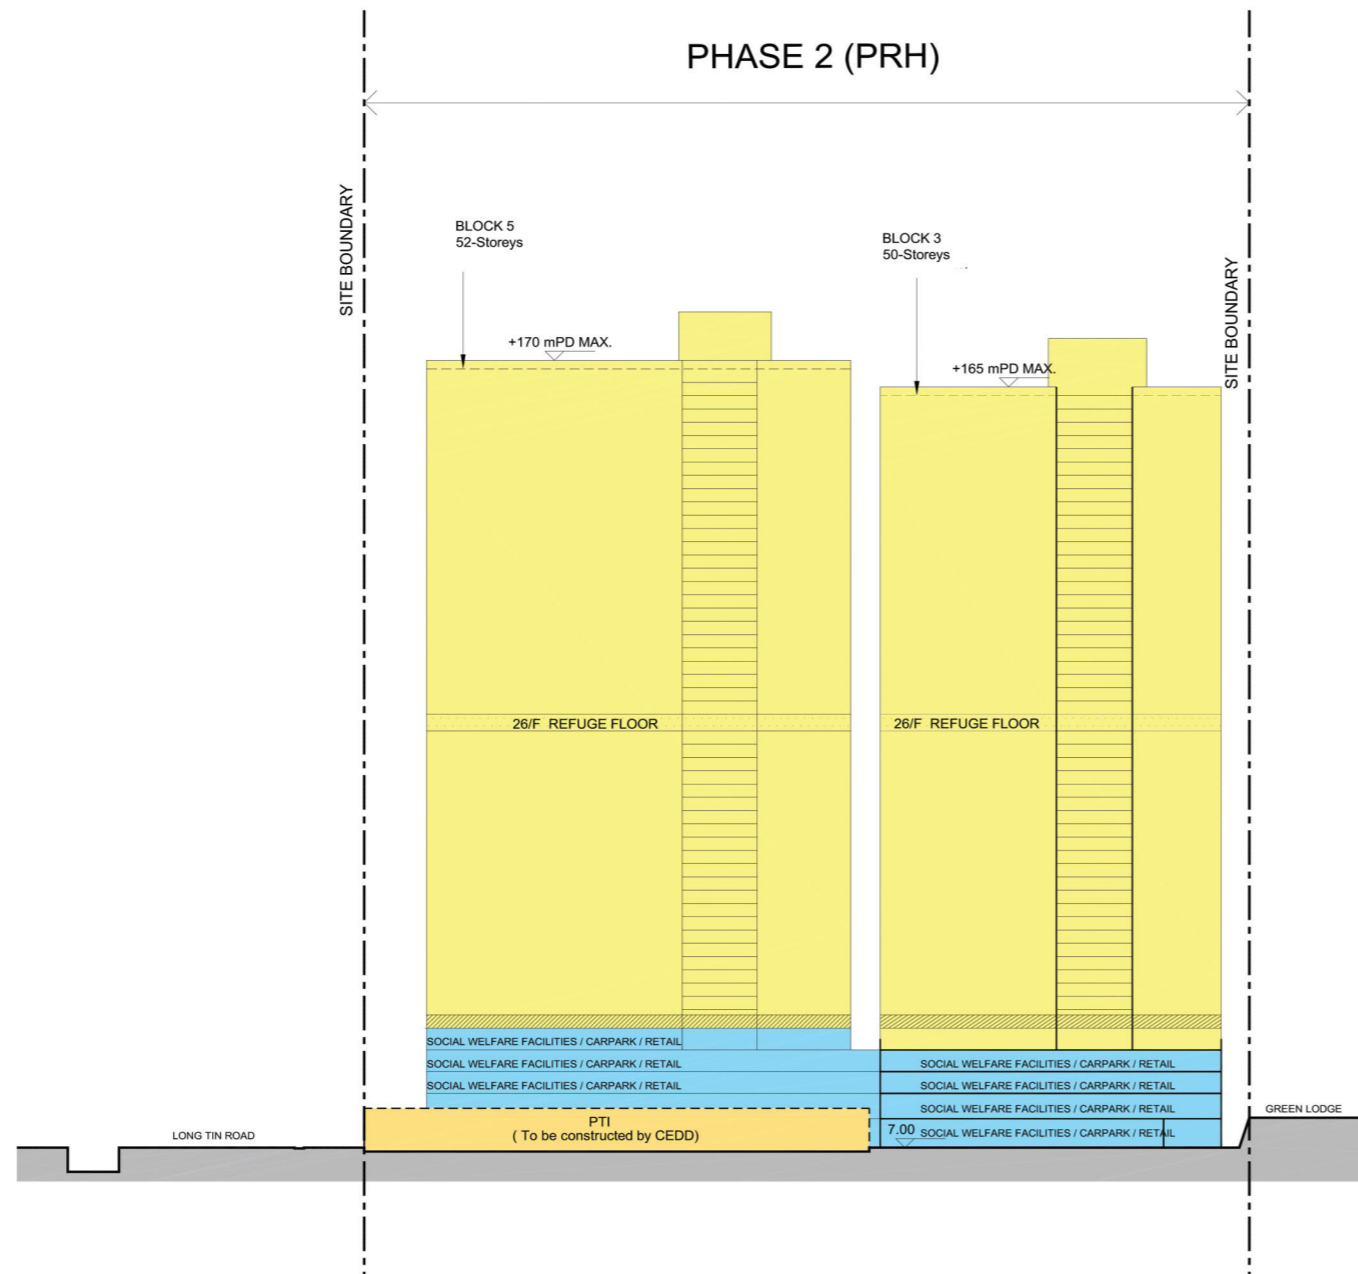 PHASE 2 (PRH)
SITE BOUNDARY
BLOCK 5
52-Storeys
BLOCK 3
50-Storeys
SITE BOUNDARY
+170 mPD MAX.
+165 mPD MAX.
26/F REFUGE FLOOR
26/F REFUGE FLOOR
SOCIAL WELFARE FACILITIES / CARPARK / RETAIL
SOCIAL WELFARE FACILITIES / CARPARK / RETAIL
SOCIAL WELFARE FACILITIES / CARPARK / RETAIL
SOCIAL WELFARE FACILITIES / CARPARK / RETAIL
SOCIAL WELFARE FACILITIES / CARPARK / RETAIL
SOCIAL WELFARE FACILITIES / CARPARK / RETAIL
7.00
SOCIAL WELFARE FACILITIES / CARPARK / RETAIL
PTI
( To be constructed by CEDD)
LONG TIN ROAD
GREEN LODGE